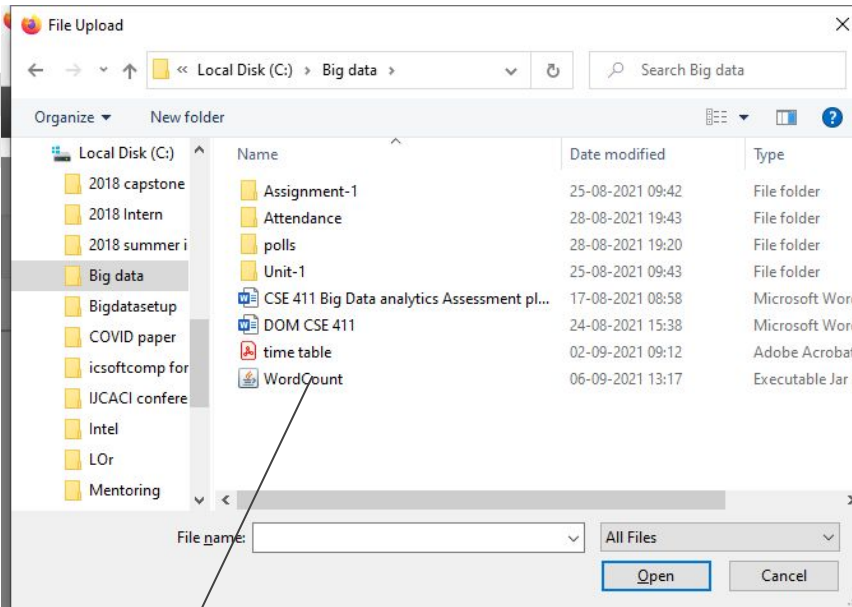 File Upload
« Local Disk (C:) › Big data ›
Search Big data
Organize
New folder
Local Disk (C:)
2018 capstone
2018 Intern
2018 summer i
Big data
Bigdatasetup
COVID paper
icsoftcomp for
IJCACI confere
Intel
LOr
Mentoring
Name Date modified Type
Assignment-1 25-08-2021 09:42 File folder
Attendance 28-08-2021 19:43 File folder
polls 28-08-2021 19:20 File folder
Unit-1 25-08-2021 09:43 File folder
CSE 411 Big Data analytics Assessment pl... 17-08-2021 08:58 Microsoft Wor
DOM CSE 411 24-08-2021 15:38 Microsoft Wor
time table 02-09-2021 09:12 Adobe Acrobat
WordCount 06-09-2021 13:17 Executable Jar
File name:
All Files
Open
Cancel